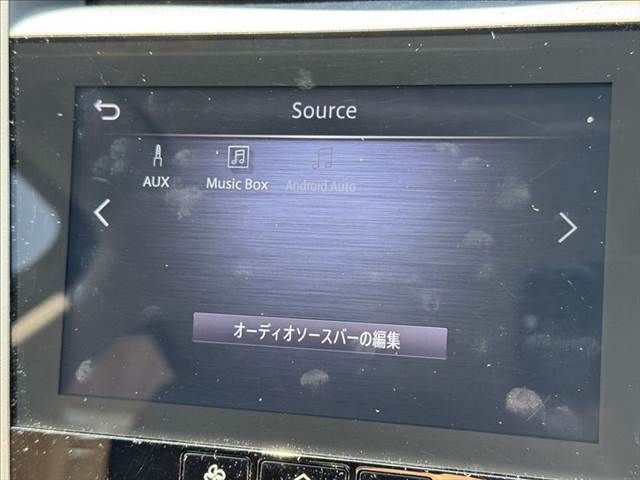 Source
AUX
Music Box
Android Auto
オーディオソースバーの編集